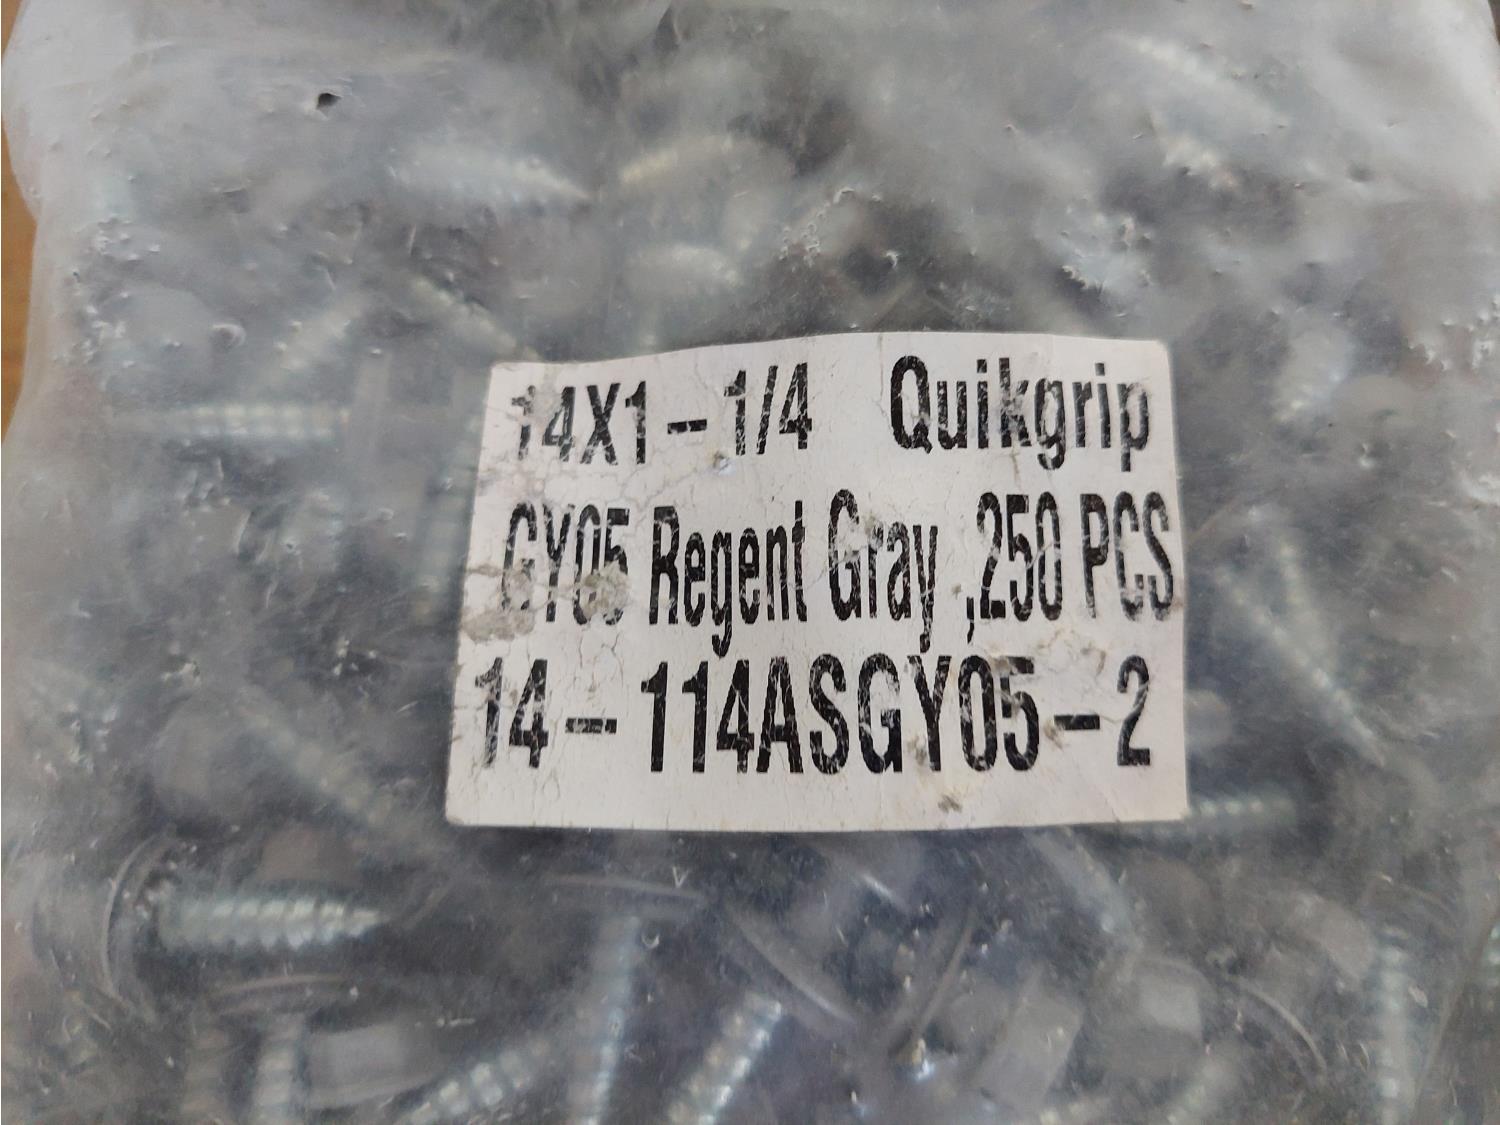 14X1-1/4 Quikgrip
GY05 Regent Gray ,250 PCS
14-114ASGY05-2